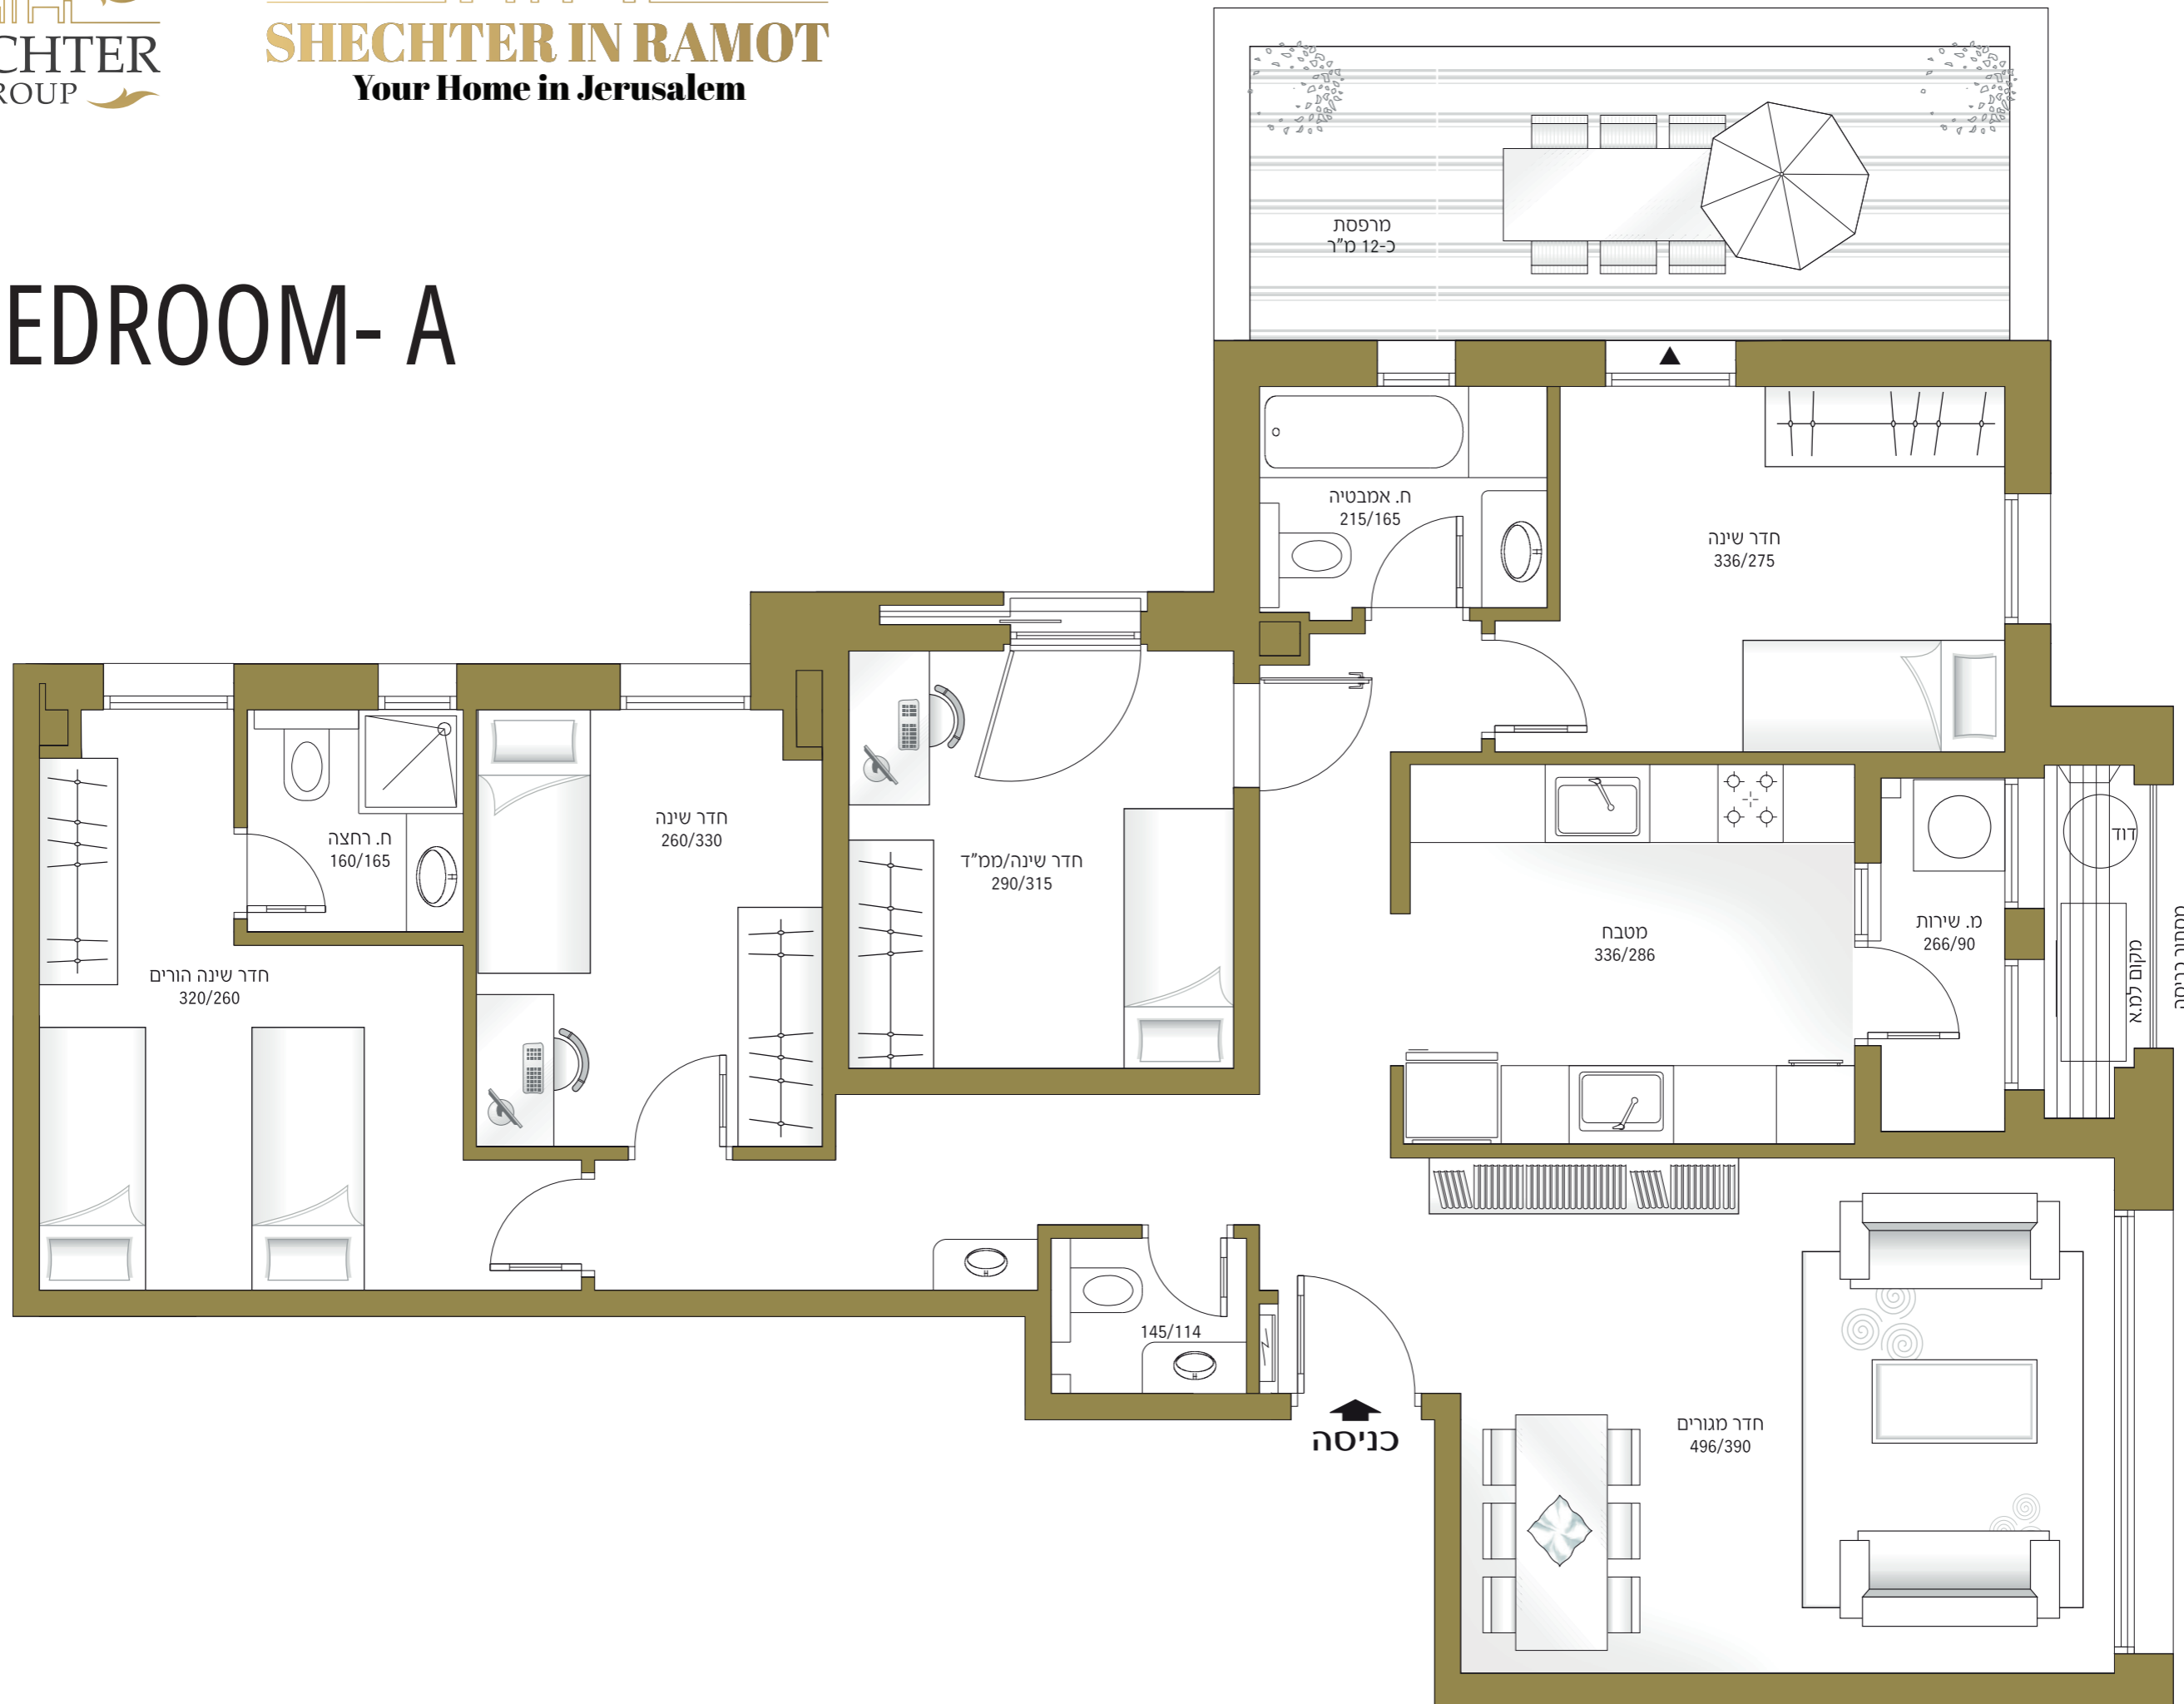 CHTER
ROUP
SHECHTER IN RAMOT
Your Home in Jerusalem
EDROOM- A
מרפסת
כ-12 מ"ר
ח. אמבטיה
215/165
חדר שינה
336/275
חדר שינה
260/330
ח. רחצה
160/165
חדר שינה/ממ"ד
290/315
דוד
מ. שירות
266/90
מטבח
336/286
מקום למ.א
מסתור כביסה
חדר שינה הורים
320/260
145/114
כניסה
חדר מגורים
496/390